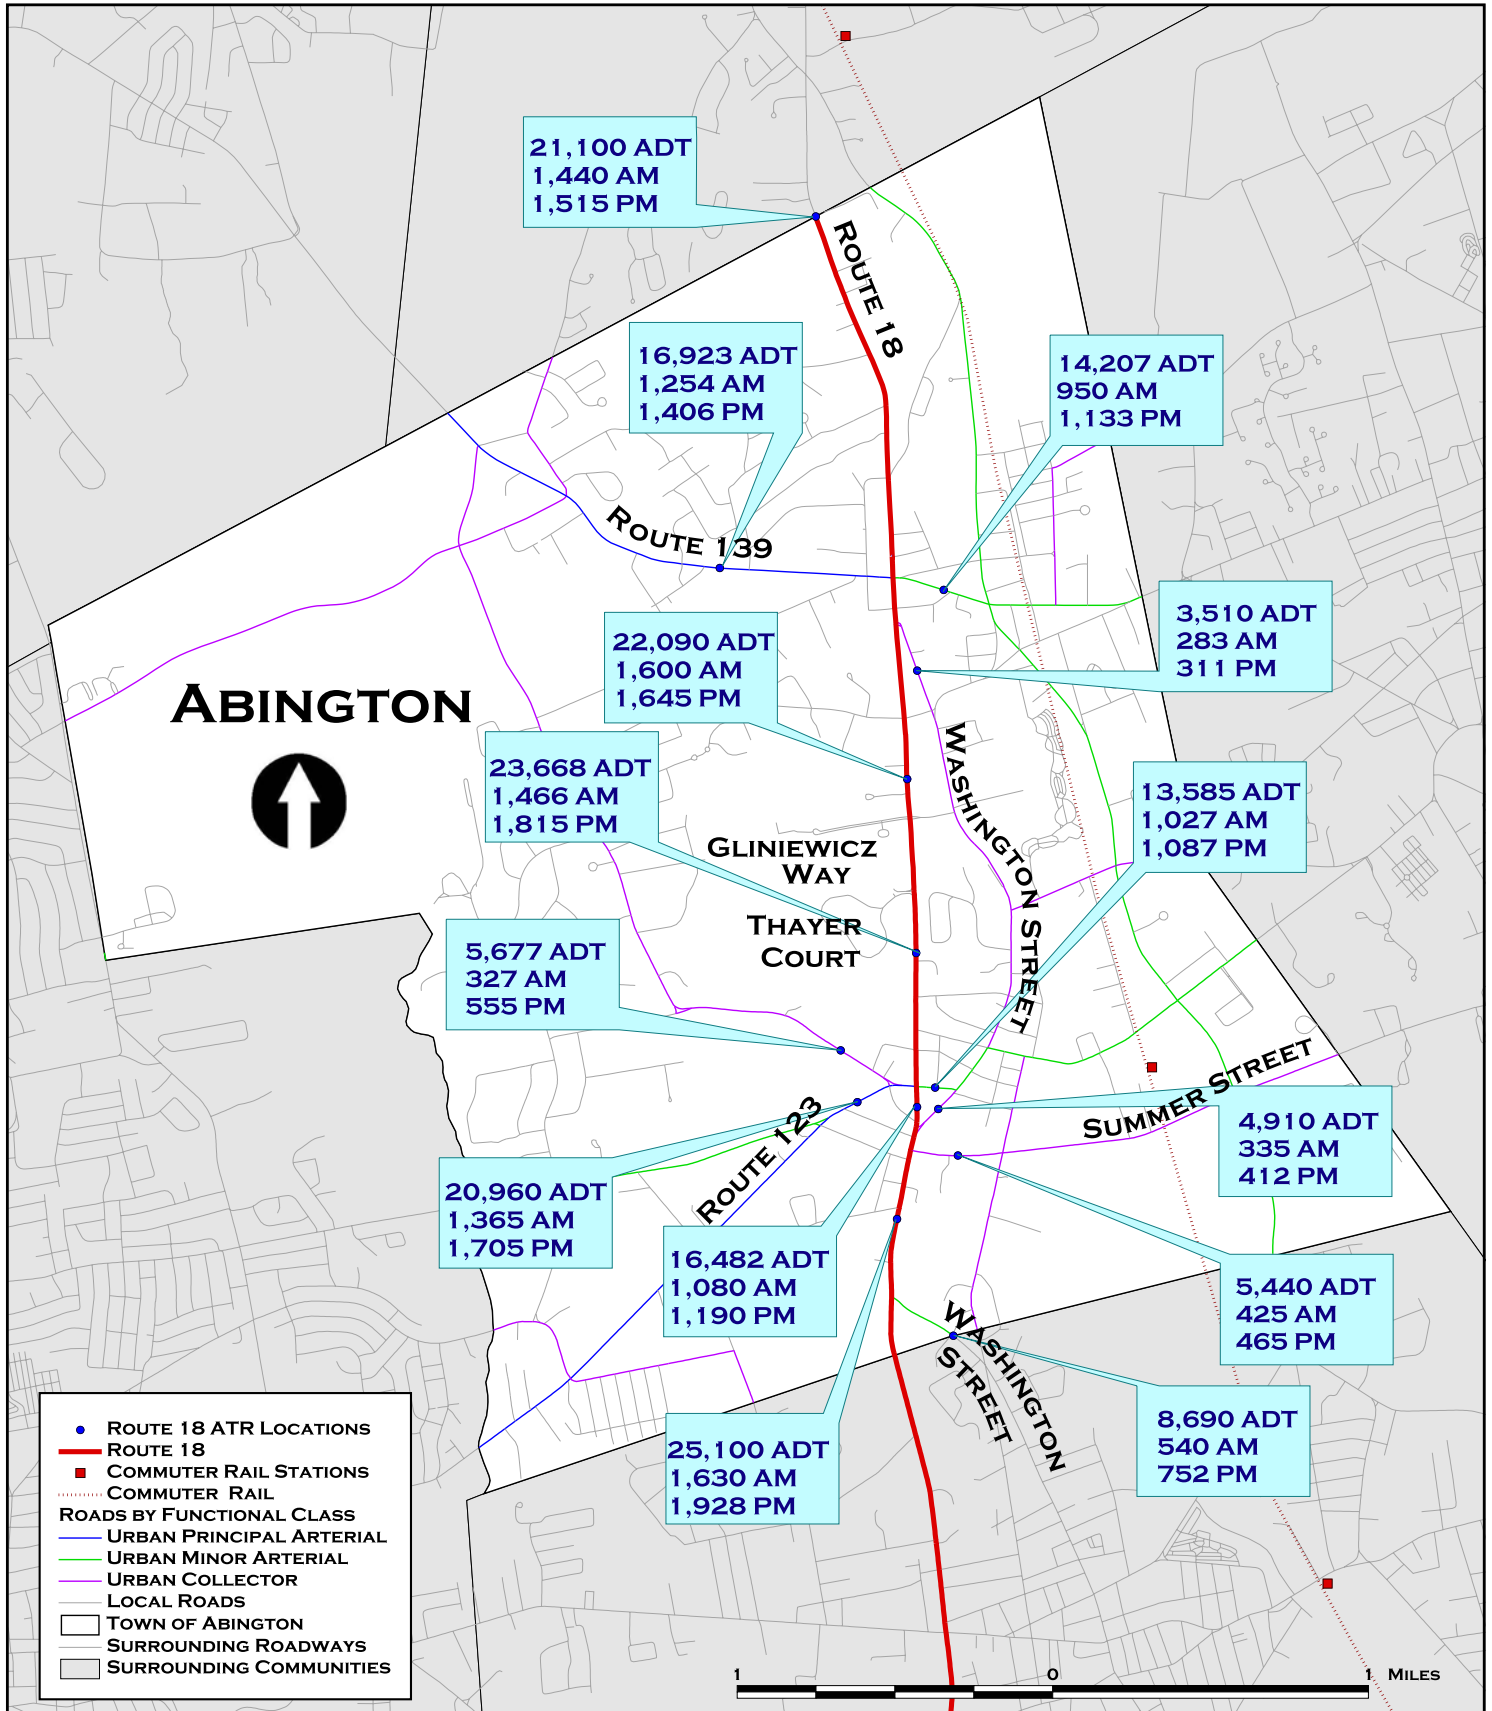 21,100 ADT
1,440 AM
1,515 PM
ROUTE 18
16,923 ADT
1,254 AM
1,406 PM
14,207 ADT
950 AM
1,133 PM
ROUTE 139
3,510 ADT
283 AM
311 PM
22,090 ADT
1,600 AM
1,645 PM
ABINGTON
WASHINGTON STREET
23,668 ADT
1,466 AM
1,815 PM
13,585 ADT
1,027 AM
1,087 PM
GLINIEWICZ
WAY
THAYER
COURT
5,677 ADT
327 AM
555 PM
SUMMER STREET
ROUTE 123
4,910 ADT
335 AM
412 PM
20,960 ADT
1,365 AM
1,705 PM
16,482 ADT
1,080 AM
1,190 PM
5,440 ADT
425 AM
465 PM
WASHINGTON
STREET
8,690 ADT
540 AM
752 PM
25,100 ADT
1,630 AM
1,928 PM
ROUTE 18 ATR LOCATIONS
ROUTE 18
COMMUTER RAIL STATIONS
COMMUTER RAIL
ROADS BY FUNCTIONAL CLASS
URBAN PRINCIPAL ARTERIAL
URBAN MINOR ARTERIAL
URBAN COLLECTOR
LOCAL ROADS
TOWN OF ABINGTON
SURROUNDING ROADWAYS
SURROUNDING COMMUNITIES
1 0 1 MILES